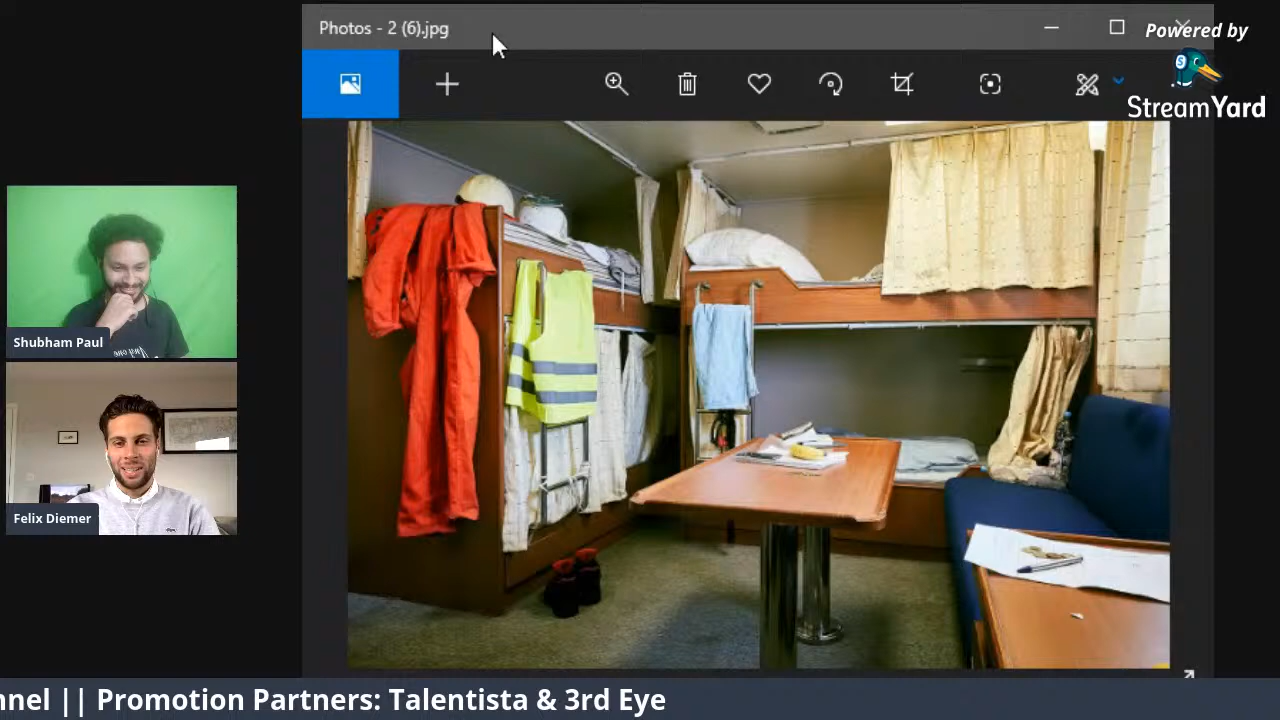 Photos - 2 (6).jpg
Powered by
StreamYard
Shubham Paul
Felix Diemer
nnel || Promotion Partners: Talentista & 3rd Eye